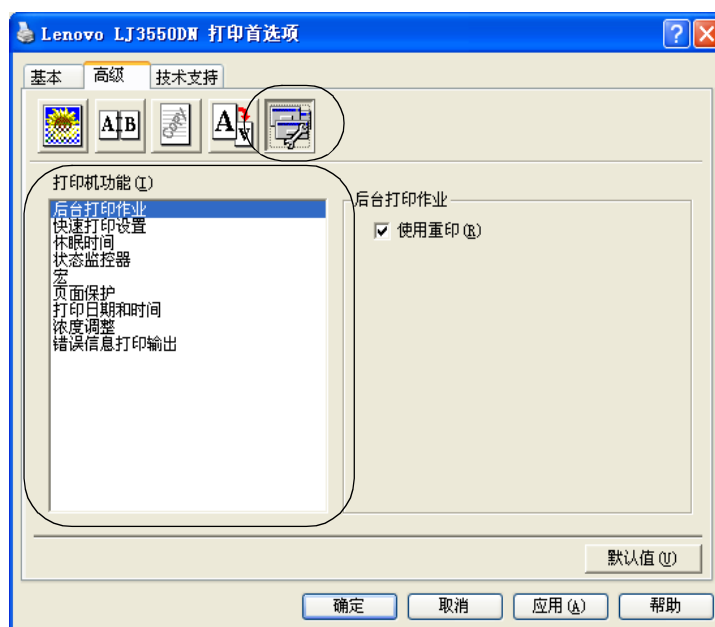 Lenovo LJ3550DN 打印首选项
基本 高级 技术支持
A B COPY A A
打印机功能(I)
后台打印作业
快速打印设置
休眠时间
状态监控器
宏
页面保护
打印日期和时间
浓度调整
错误信息打印输出
后台打印作业
使用重印(R)
默认值(U)
确定 取消 应用(A) 帮助